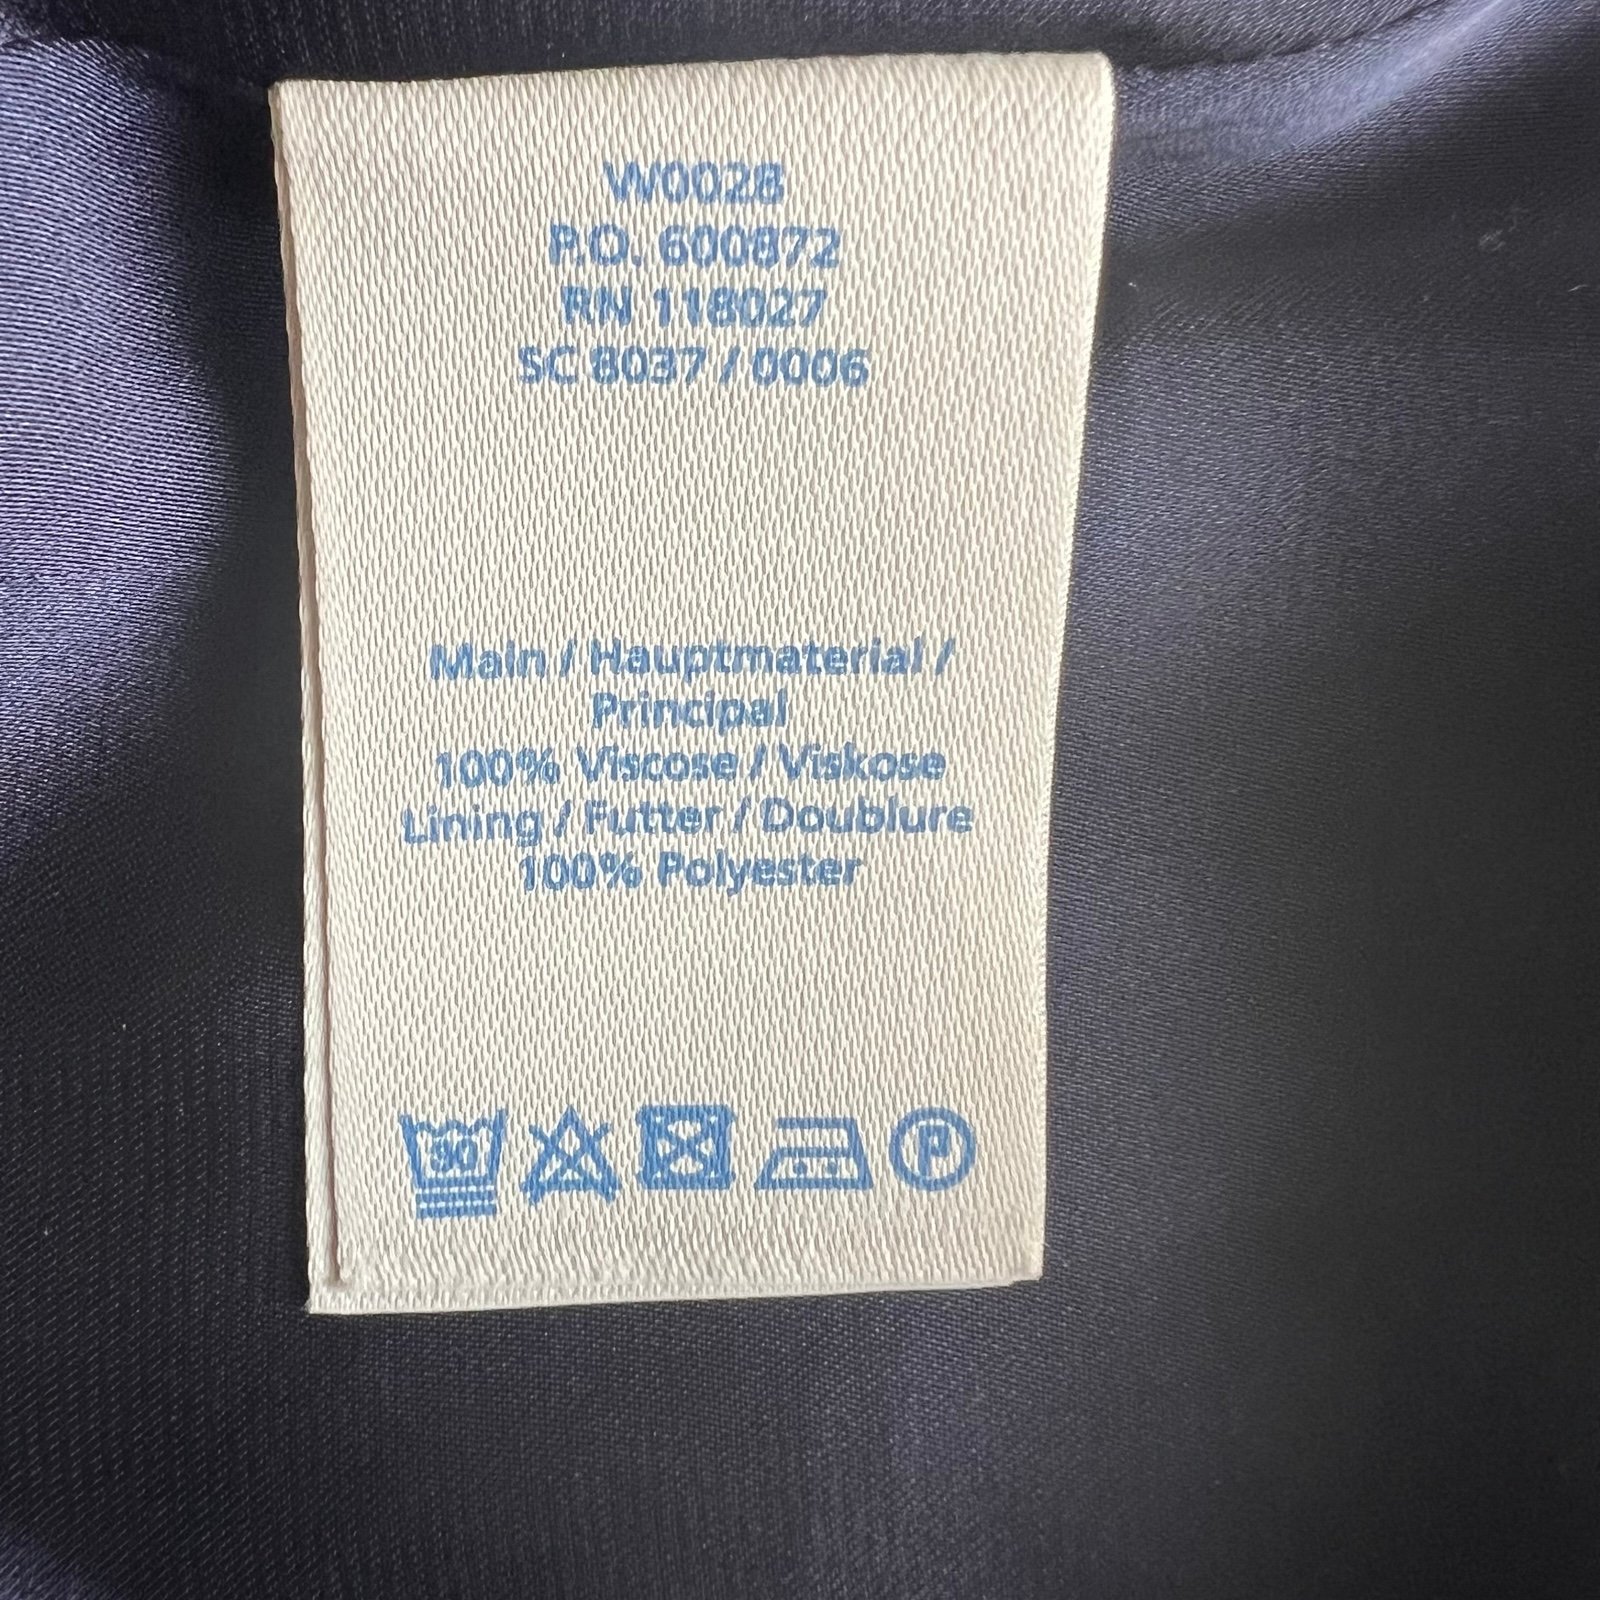 W0028
P.O. 600872
RN 118027
SC 8037 / 0006
Main / Hauptmaterial /
Principal
100% Viscose / Viskose
Lining / Futter / Doublure
100% Polyester
30 P